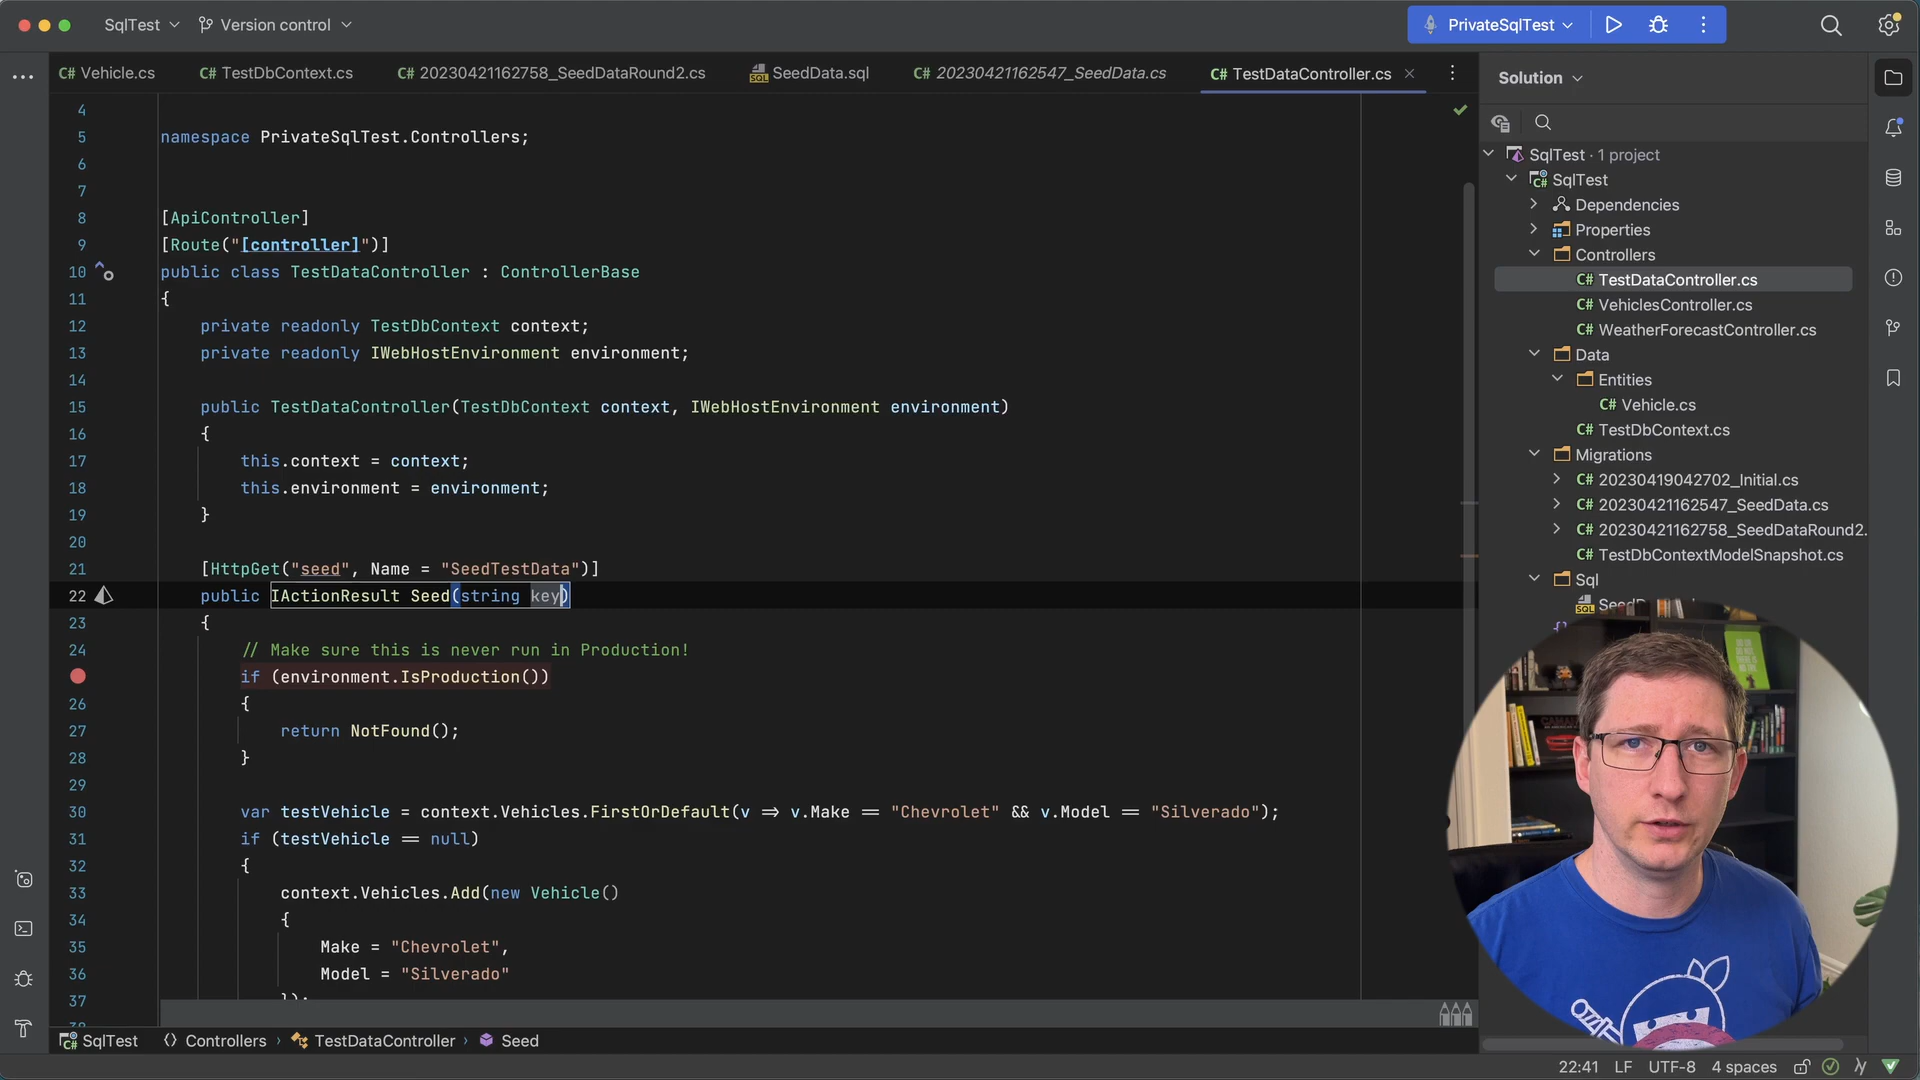 SqlTest
Version control
PrivateSqlTest
C# Vehicle.cs
C# TestDbContext.cs
C# 20230421162758_SeedDataRound2.cs
SQL SeedData.sql
C# 20230421162547_SeedData.cs
C# TestDataController.cs
Solution
4
5 namespace PrivateSqlTest.Controllers;
6
7
8 [ApiController]
9 [Route("[controller]")]
10 public class TestDataController : ControllerBase
11 {
12 private readonly TestDbContext context;
13 private readonly IWebHostEnvironment environment;
14
15 public TestDataController(TestDbContext context, IWebHostEnvironment environment)
16 {
17 this.context = context;
18 this.environment = environment;
19 }
20
21 [HttpGet("seed", Name = "SeedTestData")]
22 public IActionResult Seed(string key)
23 {
24 // Make sure this is never run in Production!
if (environment.IsProduction())
26 {
27 return NotFound();
28 }
29
30 var testVehicle = context.Vehicles.FirstOrDefault(v => v.Make == "Chevrolet" && v.Model == "Silverado");
31 if (testVehicle == null)
32 {
33 context.Vehicles.Add(new Vehicle()
34 {
35 Make = "Chevrolet",
36 Model = "Silverado"
37 });
SqlTest · 1 project
C# SqlTest
Dependencies
Properties
Controllers
C# TestDataController.cs
C# VehiclesController.cs
C# WeatherForecastController.cs
Data
Entities
C# Vehicle.cs
C# TestDbContext.cs
Migrations
C# 20230419042702_Initial.cs
C# 20230421162547_SeedData.cs
C# 20230421162758_SeedDataRound2.
C# TestDbContextModelSnapshot.cs
Sql
SQL
SqlTest
Controllers
TestDataController
Seed
22:41
LF
UTF-8
4 spaces